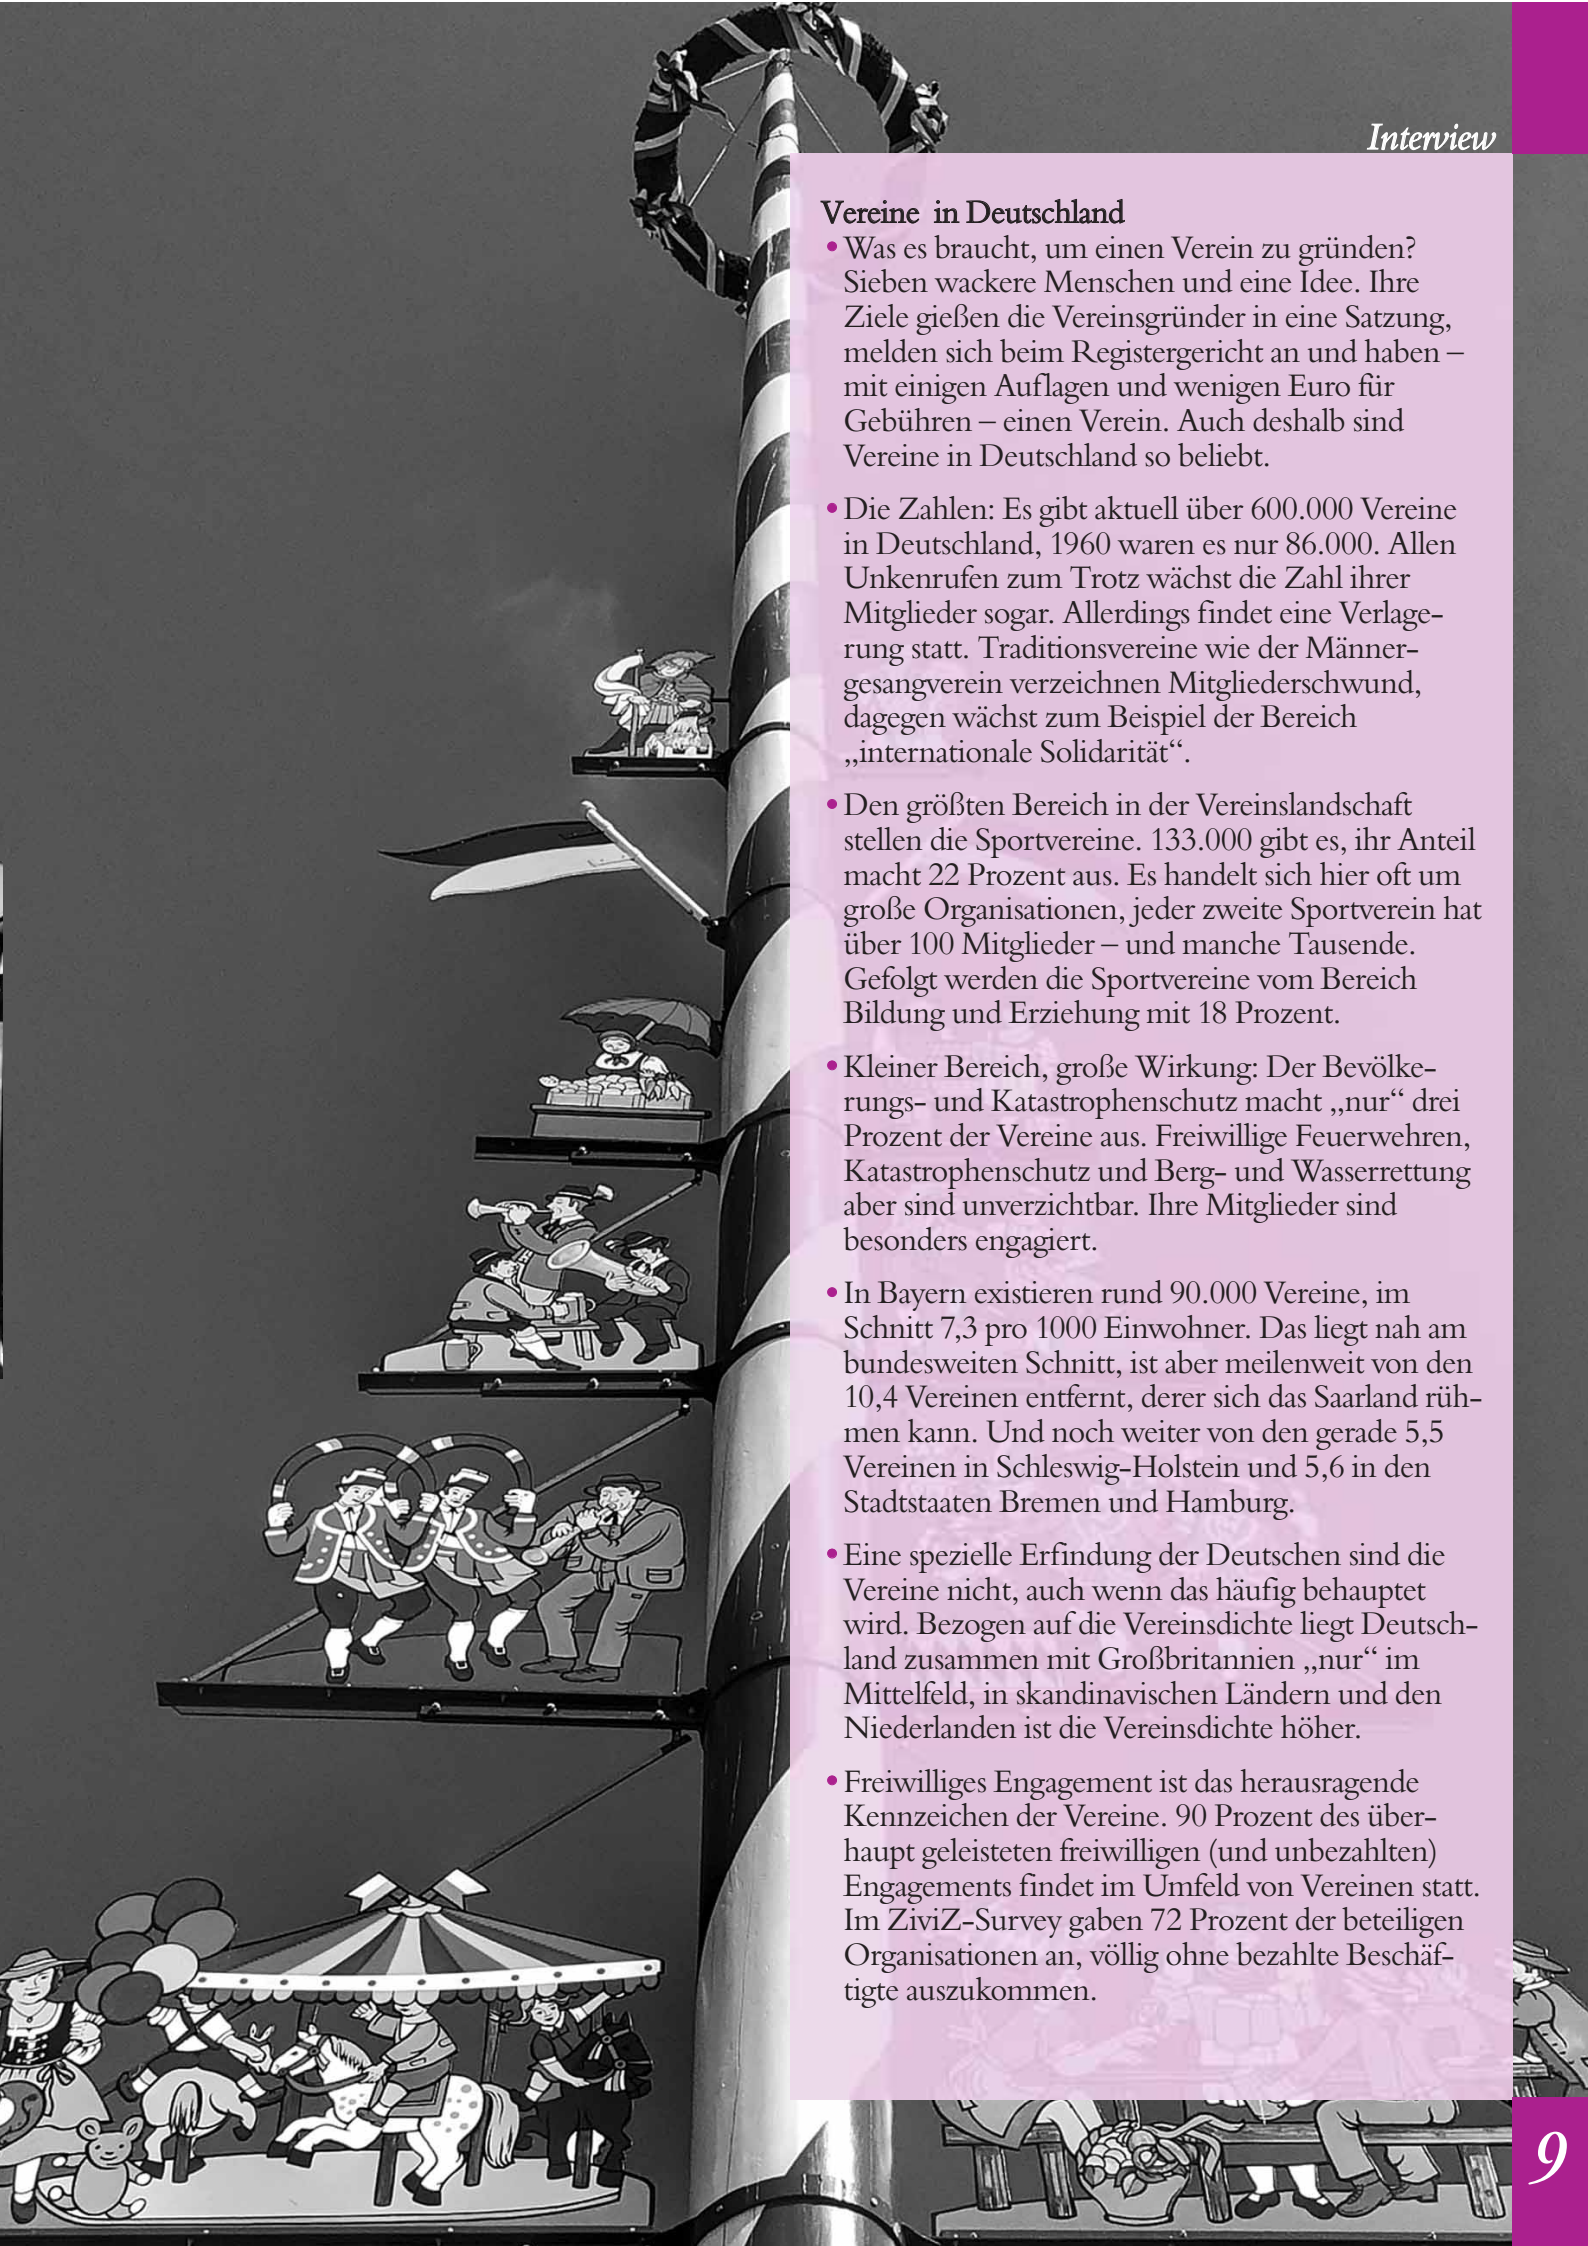 Interview
Vereine in Deutschland
• Was es braucht, um einen Verein zu gründen?
Sieben wackere Menschen und eine Idee. Ihre
Ziele gießen die Vereinsgründer in eine Satzung,
melden sich beim Registergericht an und haben –
mit einigen Auflagen und wenigen Euro für
Gebühren – einen Verein. Auch deshalb sind
Vereine in Deutschland so beliebt.
• Die Zahlen: Es gibt aktuell über 600.000 Vereine
in Deutschland, 1960 waren es nur 86.000. Allen
Unkenrufen zum Trotz wächst die Zahl ihrer
Mitglieder sogar. Allerdings findet eine Verlage-
rung statt. Traditionsvereine wie der Männer-
gesangverein verzeichnen Mitgliederschwund,
dagegen wächst zum Beispiel der Bereich
„internationale Solidarität“.
• Den größten Bereich in der Vereinslandschaft
stellen die Sportvereine. 133.000 gibt es, ihr Anteil
macht 22 Prozent aus. Es handelt sich hier oft um
große Organisationen, jeder zweite Sportverein hat
über 100 Mitglieder – und manche Tausende.
Gefolgt werden die Sportvereine vom Bereich
Bildung und Erziehung mit 18 Prozent.
• Kleiner Bereich, große Wirkung: Der Bevölke-
rungs- und Katastrophenschutz macht „nur“ drei
Prozent der Vereine aus. Freiwillige Feuerwehren,
Katastrophenschutz und Berg- und Wasserrettung
aber sind unverzichtbar. Ihre Mitglieder sind
besonders engagiert.
• In Bayern existieren rund 90.000 Vereine, im
Schnitt 7,3 pro 1000 Einwohner. Das liegt nah am
bundesweiten Schnitt, ist aber meilenweit von den
10,4 Vereinen entfernt, derer sich das Saarland rüh-
men kann. Und noch weiter von den gerade 5,5
Vereinen in Schleswig-Holstein und 5,6 in den
Stadtstaaten Bremen und Hamburg.
• Eine spezielle Erfindung der Deutschen sind die
Vereine nicht, auch wenn das häufig behauptet
wird. Bezogen auf die Vereinsdichte liegt Deutsch-
land zusammen mit Großbritannien „nur“ im
Mittelfeld, in skandinavischen Ländern und den
Niederlanden ist die Vereinsdichte höher.
• Freiwilliges Engagement ist das herausragende
Kennzeichen der Vereine. 90 Prozent des über-
haupt geleisteten freiwilligen (und unbezahlten)
Engagements findet im Umfeld von Vereinen statt.
Im ZiviZ-Survey gaben 72 Prozent der beteiligen
Organisationen an, völlig ohne bezahlte Beschäf-
tigte auszukommen.
9